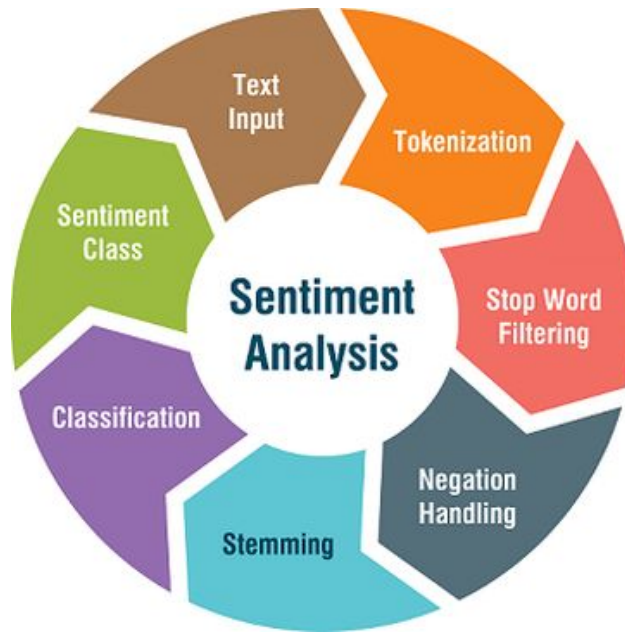 Text
Input
Tokenization
Stop Word
Filtering
Negation
Handling
Stemming
Classification
Sentiment
Class
Sentiment
Analysis